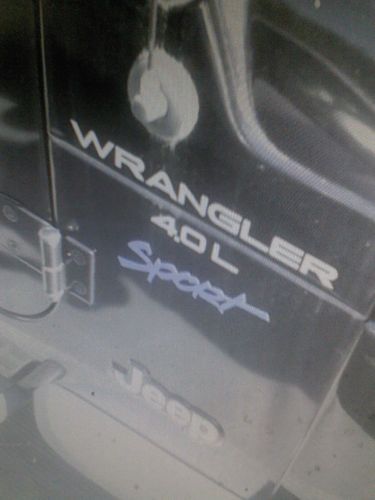 WRANGLER
4.0 L
Sport
Jeep